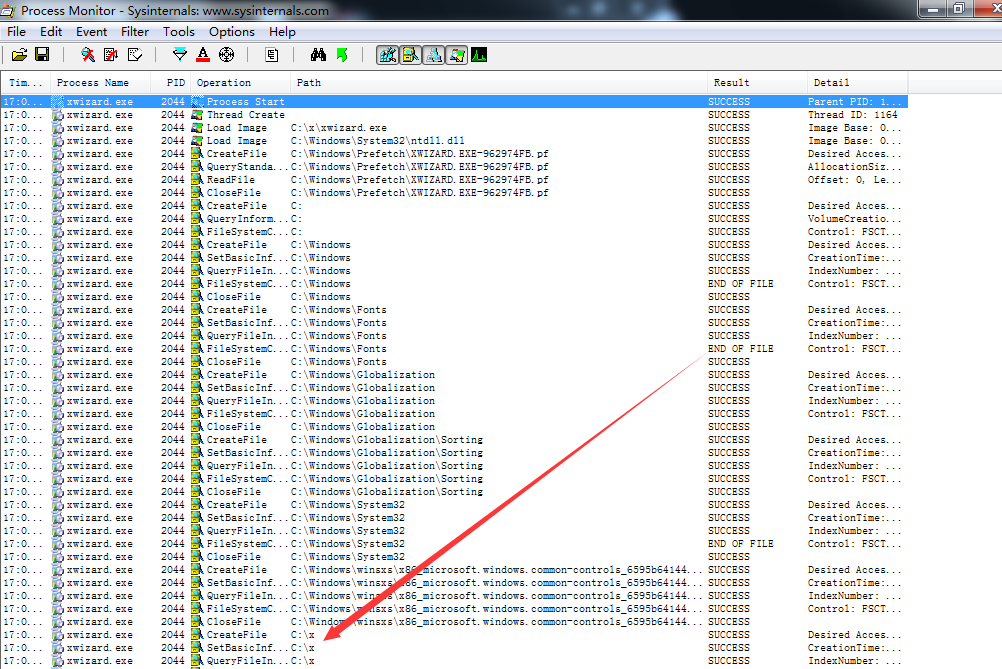 Process Monitor - Sysinternals: www.sysinternals.com
File Edit Event Filter Tools Options Help
Tim... Process Name PID Operation Path Result Detail
17:0... xwizard.exe 2044 Process Start SUCCESS Parent PID: 1...
17:0... xwizard.exe 2044 Thread Create SUCCESS Thread ID: 1164
17:0... xwizard.exe 2044 Load Image C:\x\xwizard.exe SUCCESS Image Base: 0...
17:0... xwizard.exe 2044 Load Image C:\Windows\System32\ntdll.dll SUCCESS Image Base: 0...
17:0... xwizard.exe 2044 CreateFile C:\Windows\Prefetch\XWIZARD.EXE-962974FB.pf SUCCESS Desired Acces...
17:0... xwizard.exe 2044 QueryStanda... C:\Windows\Prefetch\XWIZARD.EXE-962974FB.pf SUCCESS AllocationSiz...
17:0... xwizard.exe 2044 ReadFile C:\Windows\Prefetch\XWIZARD.EXE-962974FB.pf SUCCESS Offset: 0, Le...
17:0... xwizard.exe 2044 CloseFile C:\Windows\Prefetch\XWIZARD.EXE-962974FB.pf SUCCESS
17:0... xwizard.exe 2044 CreateFile C: SUCCESS Desired Acces...
17:0... xwizard.exe 2044 QueryInform... C: SUCCESS VolumeCreatio...
17:0... xwizard.exe 2044 FileSystemC... C: SUCCESS Control: FSCT...
17:0... xwizard.exe 2044 CreateFile C:\Windows SUCCESS Desired Acces...
17:0... xwizard.exe 2044 SetBasicInf... C:\Windows SUCCESS CreationTime:...
17:0... xwizard.exe 2044 QueryFileIn... C:\Windows SUCCESS IndexNumber: ...
17:0... xwizard.exe 2044 FileSystemC... C:\Windows END OF FILE Control: FSCT...
17:0... xwizard.exe 2044 CloseFile C:\Windows SUCCESS
17:0... xwizard.exe 2044 CreateFile C:\Windows\Fonts SUCCESS Desired Acces...
17:0... xwizard.exe 2044 SetBasicInf... C:\Windows\Fonts SUCCESS CreationTime:...
17:0... xwizard.exe 2044 QueryFileIn... C:\Windows\Fonts SUCCESS IndexNumber: ...
17:0... xwizard.exe 2044 FileSystemC... C:\Windows\Fonts END OF FILE Control: FSCT...
17:0... xwizard.exe 2044 CloseFile C:\Windows\Fonts SUCCESS
17:0... xwizard.exe 2044 CreateFile C:\Windows\Globalization SUCCESS Desired Acces...
17:0... xwizard.exe 2044 SetBasicInf... C:\Windows\Globalization SUCCESS CreationTime:...
17:0... xwizard.exe 2044 QueryFileIn... C:\Windows\Globalization SUCCESS IndexNumber: ...
17:0... xwizard.exe 2044 FileSystemC... C:\Windows\Globalization SUCCESS Control: FSCT...
17:0... xwizard.exe 2044 CloseFile C:\Windows\Globalization SUCCESS
17:0... xwizard.exe 2044 CreateFile C:\Windows\Globalization\Sorting SUCCESS Desired Acces...
17:0... xwizard.exe 2044 SetBasicInf... C:\Windows\Globalization\Sorting SUCCESS CreationTime:...
17:0... xwizard.exe 2044 QueryFileIn... C:\Windows\Globalization\Sorting SUCCESS IndexNumber: ...
17:0... xwizard.exe 2044 FileSystemC... C:\Windows\Globalization\Sorting SUCCESS Control: FSCT...
17:0... xwizard.exe 2044 CloseFile C:\Windows\Globalization\Sorting SUCCESS
17:0... xwizard.exe 2044 CreateFile C:\Windows\System32 SUCCESS Desired Acces...
17:0... xwizard.exe 2044 SetBasicInf... C:\Windows\System32 SUCCESS CreationTime:...
17:0... xwizard.exe 2044 QueryFileIn... C:\Windows\System32 SUCCESS IndexNumber: ...
17:0... xwizard.exe 2044 FileSystemC... C:\Windows\System32 END OF FILE Control: FSCT...
17:0... xwizard.exe 2044 CloseFile C:\Windows\System32 SUCCESS
17:0... xwizard.exe 2044 CreateFile C:\Windows\winsxs\x86_microsoft.windows.common-controls_6595b64144... SUCCESS Desired Acces...
17:0... xwizard.exe 2044 SetBasicInf... C:\Windows\winsxs\x86_microsoft.windows.common-controls_6595b64144... SUCCESS CreationTime:...
17:0... xwizard.exe 2044 QueryFileIn... C:\Windows\winsxs\x86_microsoft.windows.common-controls_6595b64144... SUCCESS IndexNumber: ...
17:0... xwizard.exe 2044 FileSystemC... C:\Windows\winsxs\x86_microsoft.windows.common-controls_6595b64144... SUCCESS Control: FSCT...
17:0... xwizard.exe 2044 CloseFile C:\Windows\winsxs\x86_microsoft.windows.common-controls_6595b64144... SUCCESS
17:0... xwizard.exe 2044 CreateFile C:\x SUCCESS Desired Acces...
17:0... xwizard.exe 2044 SetBasicInf... C:\x SUCCESS CreationTime:...
17:0... xwizard.exe 2044 QueryFileIn... C:\x SUCCESS IndexNumber: ...